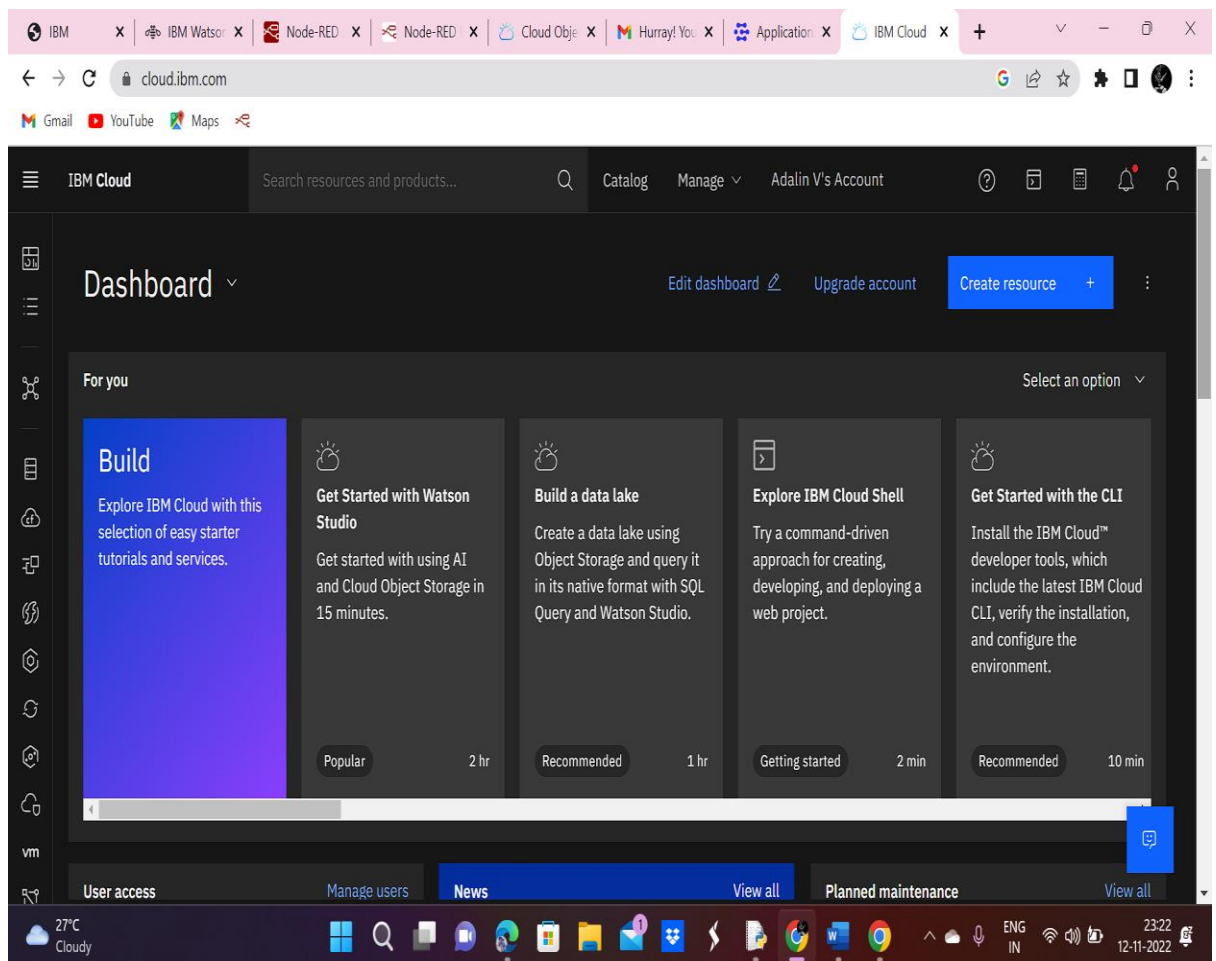 IBM
IBM Watsor
Node-RED
Node-RED
Cloud Obje
Hurray! You
Application
IBM Cloud
cloud.ibm.com
Gmail YouTube Maps
IBM Cloud Search resources and products... Catalog Manage Adalin V's Account
Dashboard Edit dashboard Upgrade account Create resource +
For you Select an option
Build
Explore IBM Cloud with this
selection of easy starter
tutorials and services.
Get Started with Watson
Studio
Get started with using AI
and Cloud Object Storage in
15 minutes.
Popular 2 hr
Build a data lake
Create a data lake using
Object Storage and query it
in its native format with SQL
Query and Watson Studio.
Recommended 1 hr
Explore IBM Cloud Shell
Try a command-driven
approach for creating,
developing, and deploying a
web project.
Getting started 2 min
Get Started with the CLI
Install the IBM Cloud™
developer tools, which
include the latest IBM Cloud
CLI, verify the installation,
and configure the
environment.
Recommended 10 min
vm
User access Manage users
News View all
Planned maintenance View all
27°C
Cloudy
1
ENG
IN
23:22
12-11-2022